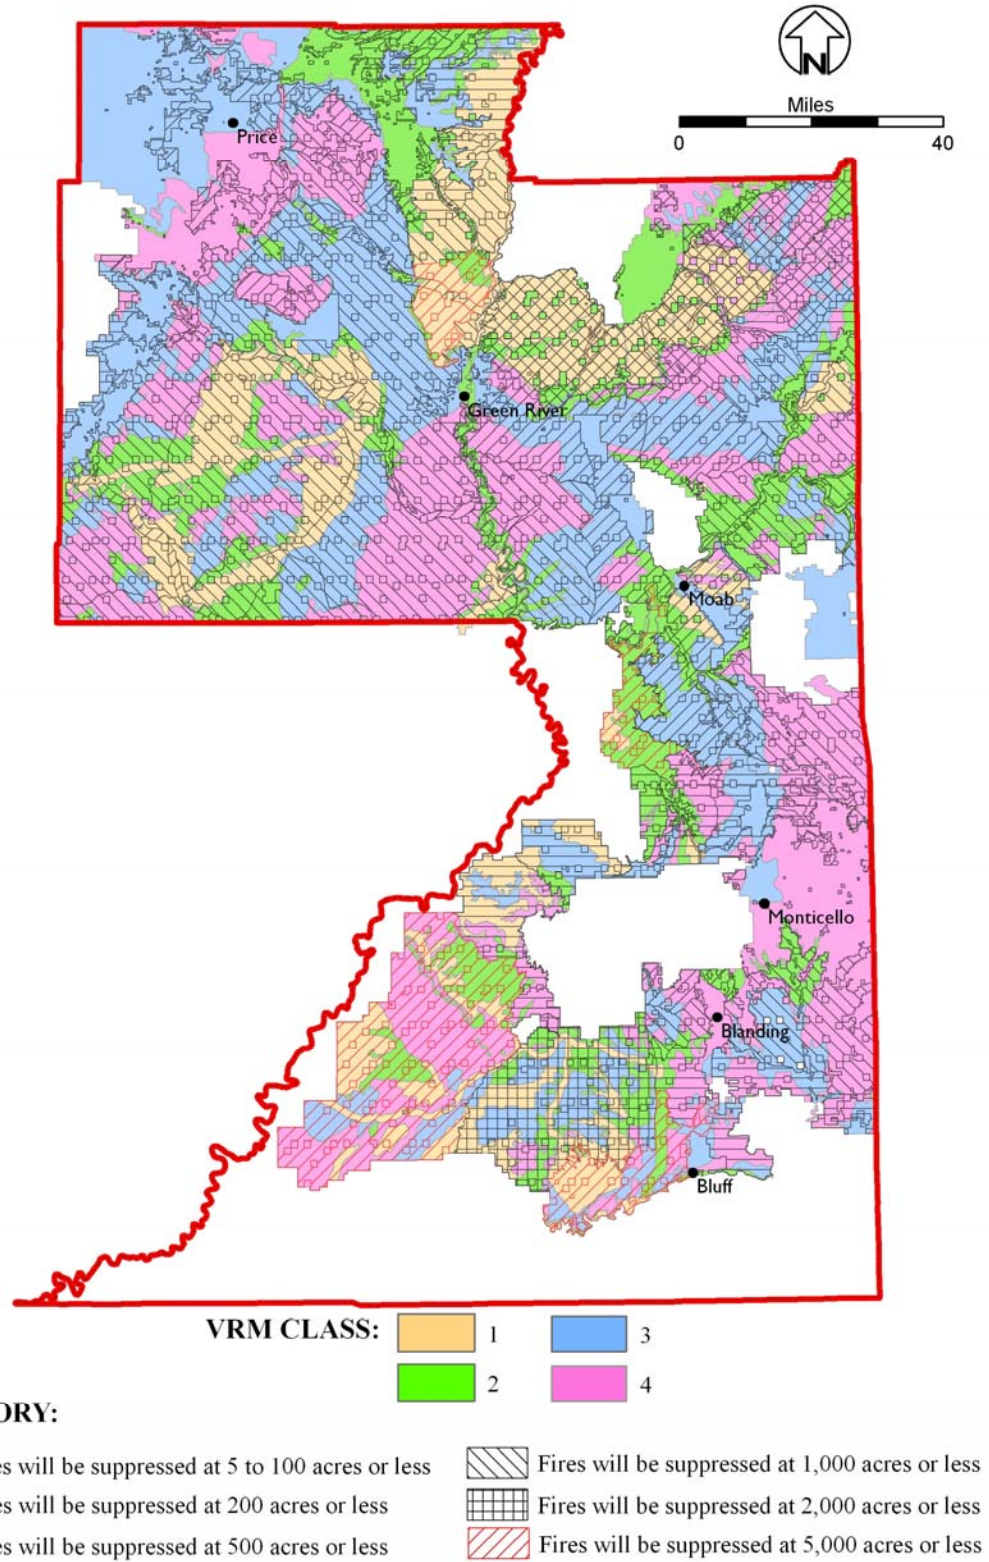 N
Miles
0 40
Price
Green River
Moab
Monticello
Blanding
Bluff
VRM CLASS: 1 3
2 4
ORY:
es will be suppressed at 5 to 100 acres or less Fires will be suppressed at 1,000 acres or less
es will be suppressed at 200 acres or less Fires will be suppressed at 2,000 acres or less
es will be suppressed at 500 acres or less Fires will be suppressed at 5,000 acres or less